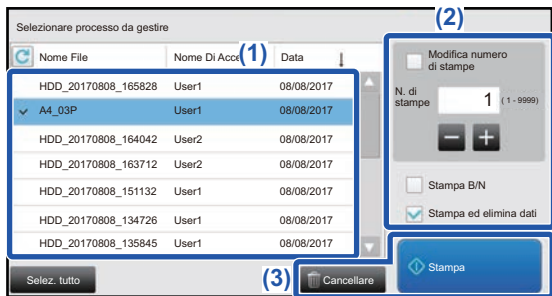 Selezionare processo da gestire
(2)
Nome File Nome Di Acce (1) Data
HDD_20170808_165828 User1 08/08/2017
A4_03P User1 08/08/2017
HDD_20170808_164042 User2 08/08/2017
HDD_20170808_163712 User2 08/08/2017
HDD_20170808_151132 User1 08/08/2017
HDD_20170808_134726 User1 08/08/2017
HDD_20170808_135845 User1 08/08/2017
Modifica numero
di stampe
N. di
stampe 1 (1-9999)
Stampa B/N
Stampa ed elimina dati
Selez. tutto
(3)
Cancellare
Stampa